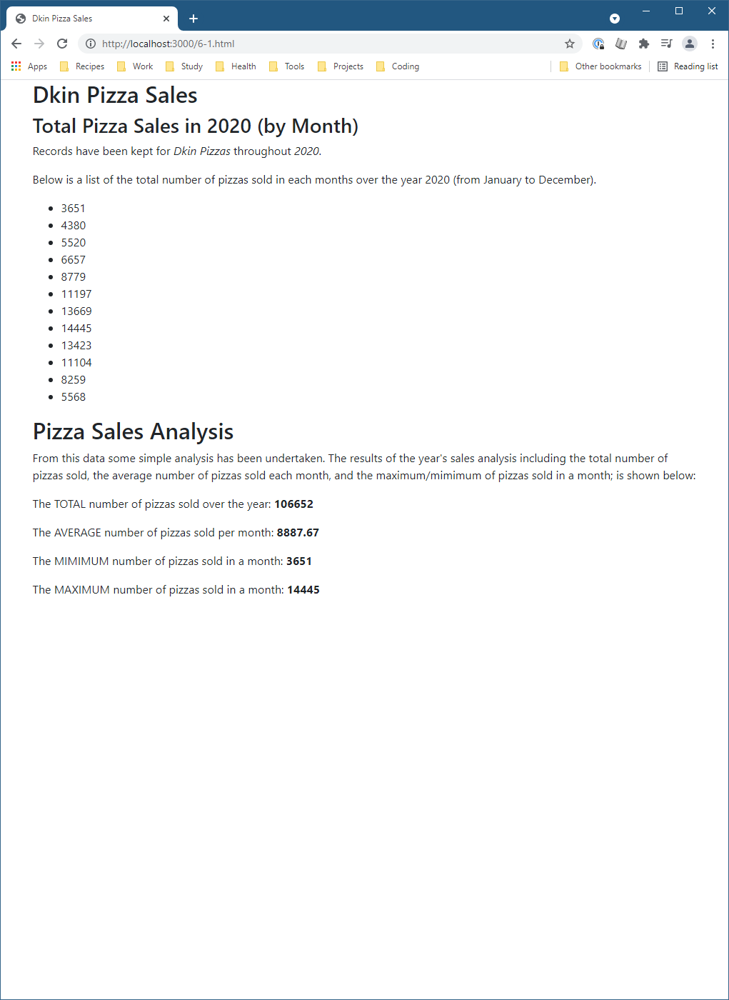 Dkin Pizza Sales
http://localhost:3000/6-1.html
Apps Recipes Work Study Health Tools Projects Coding Other bookmarks Reading list
Dkin Pizza Sales
Total Pizza Sales in 2020 (by Month)
Records have been kept for Dkin Pizzas throughout 2020.
Below is a list of the total number of pizzas sold in each months over the year 2020 (from January to December).
3651
4380
5520
6657
8779
11197
13669
14445
13423
11104
8259
5568
Pizza Sales Analysis
From this data some simple analysis has been undertaken. The results of the year's sales analysis including the total number of
pizzas sold, the average number of pizzas sold each month, and the maximum/mimimum of pizzas sold in a month; is shown below:
The TOTAL number of pizzas sold over the year: 106652
The AVERAGE number of pizzas sold per month: 8887.67
The MIMIMUM number of pizzas sold in a month: 3651
The MAXIMUM number of pizzas sold in a month: 14445